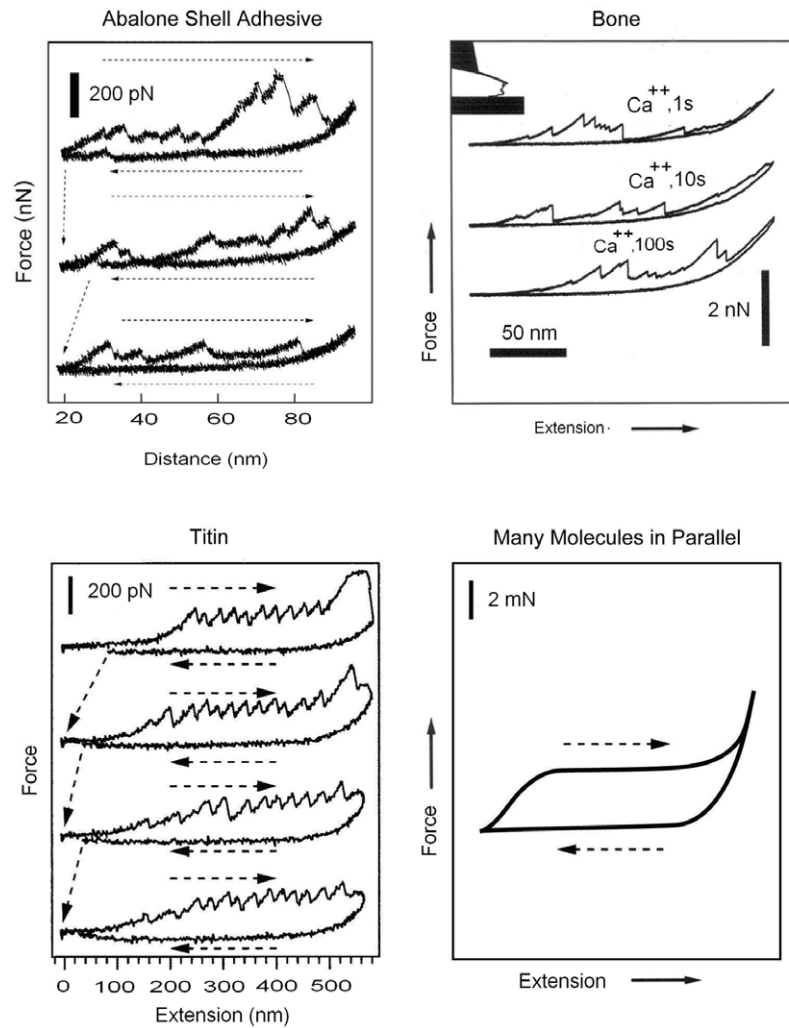 Abalone Shell Adhesive
200 pN
Force (nN)
20 40 60 80
Distance (nm)
Bone
Ca++,1s
Ca++,10s
Ca++,100s
2 nN
50 nm
Force
Extension.
Titin
200 pN
Force
0 100 200 300 400 500
Extension (nm)
Many Molecules in Parallel
2 mN
Force
Extension